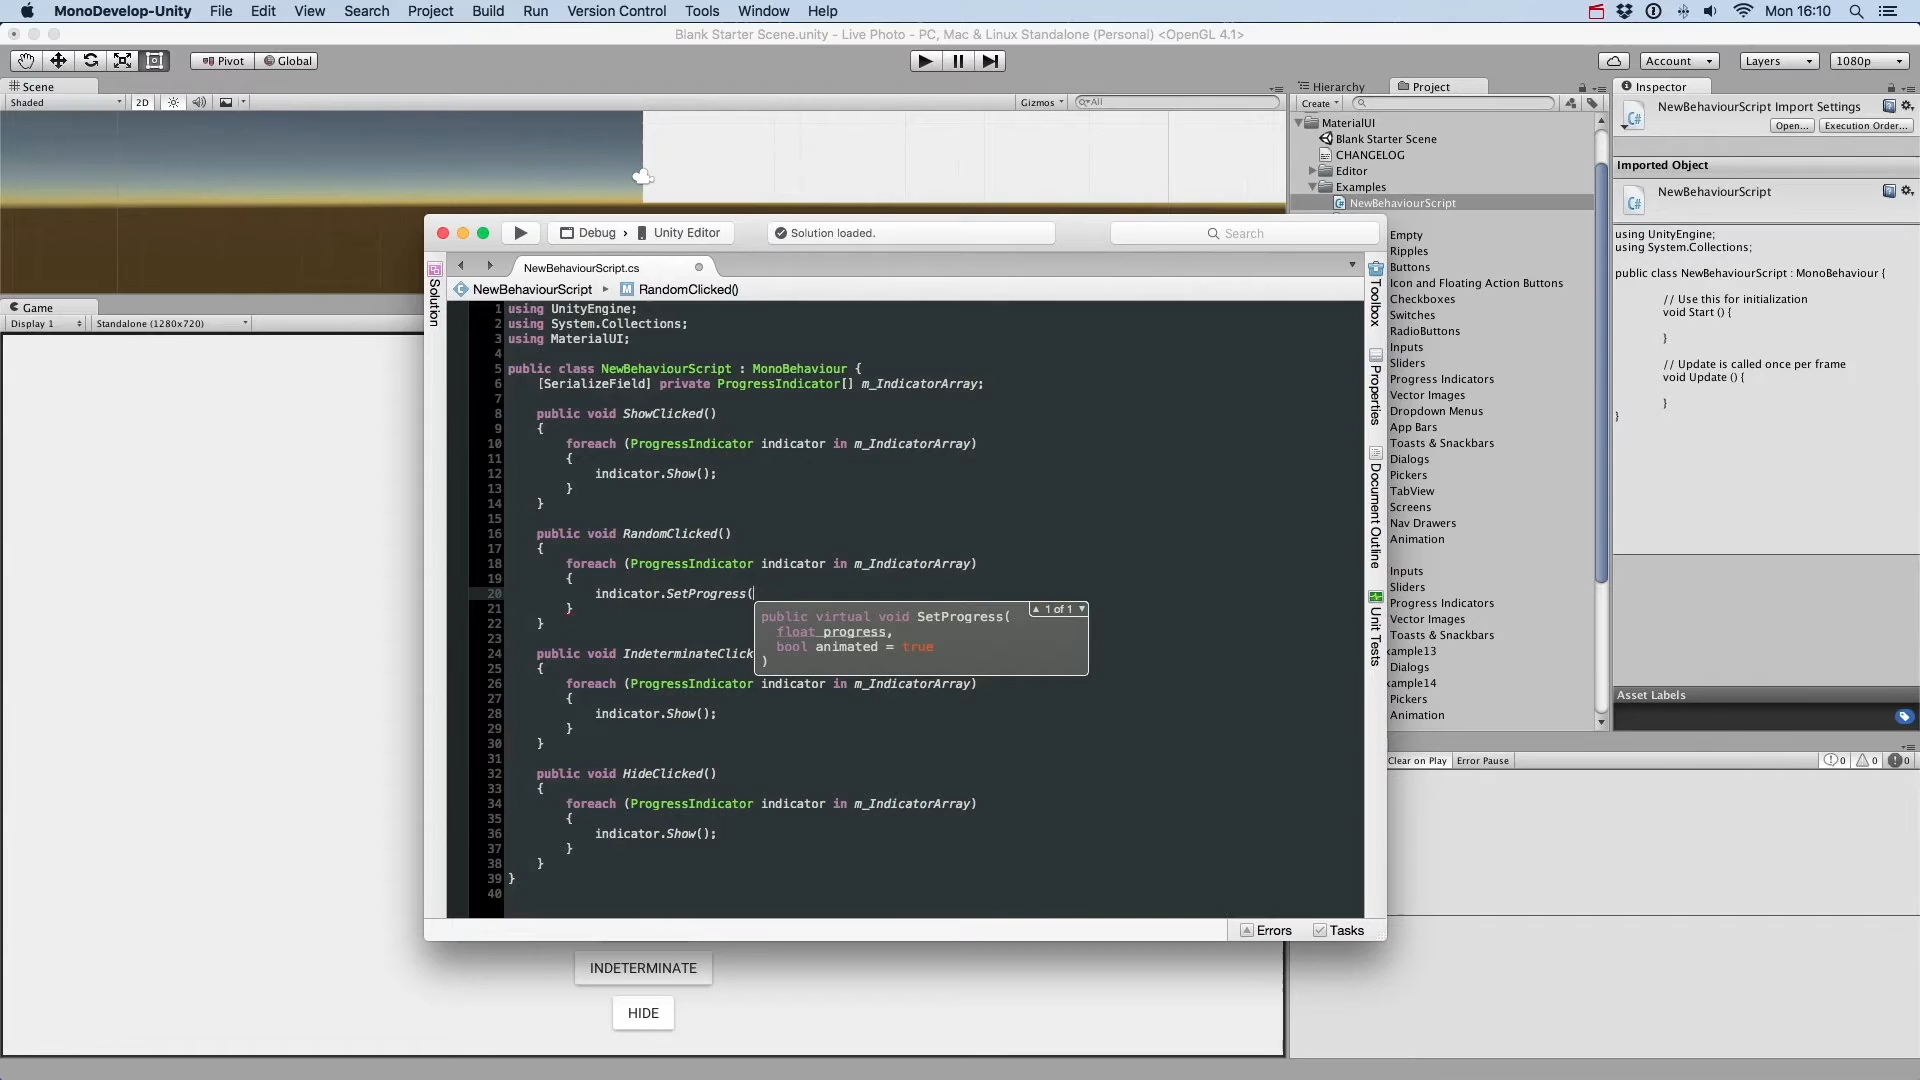 MonoDevelop-Unity File Edit View Search Project Build Run Version Control Tools Window Help Mon 16:10
Blank Starter Scene.unity - Live Photo - PC, Mac & Linux Standalone (Personal) <OpenGL 4.1>
Pivot Global Account Layers 1080p
Scene
Shaded 2D Gizmos All
Game
Display 1 Standalone (1280x720)
Debug › Unity Editor Solution loaded. Search
Solution
NewBehaviourScript.cs
NewBehaviourScript RandomClicked()
1 using UnityEngine;
2 using System.Collections;
3 using MaterialUI;
4
5 public class NewBehaviourScript : MonoBehaviour {
6 [SerializeField] private ProgressIndicator[] m_IndicatorArray;
7
8 public void ShowClicked()
9 {
10 foreach (ProgressIndicator indicator in m_IndicatorArray)
11 {
12 indicator.Show();
13 }
14 }
15
16 public void RandomClicked()
17 {
18 foreach (ProgressIndicator indicator in m_IndicatorArray)
19 {
20 indicator.SetProgress(
21 }
22 }
23
24 public void IndeterminateClick
25 {
26 foreach (ProgressIndicator indicator in m_IndicatorArray)
27 {
28 indicator.Show();
29 }
30 }
31
32 public void HideClicked()
33 {
34 foreach (ProgressIndicator indicator in m_IndicatorArray)
35 {
36 indicator.Show();
37 }
38 }
39 }
40
1 of 1
public virtual void SetProgress(
float progress,
bool animated = true
)
Toolbox
Properties
Document Outline
Unit Tests
Errors Tasks
INDETERMINATE
HIDE
Hierarchy Project
Create
MaterialUI
Blank Starter Scene
CHANGELOG
Editor
Examples
NewBehaviourScript
Empty
Ripples
Buttons
Icon and Floating Action Buttons
Checkboxes
Switches
RadioButtons
Inputs
Sliders
Progress Indicators
Vector Images
Dropdown Menus
App Bars
Toasts & Snackbars
Dialogs
Pickers
TabView
Screens
Nav Drawers
Animation
Inputs
Sliders
Progress Indicators
Vector Images
Toasts & Snackbars
xample13
Dialogs
xample14
Pickers
Animation
Clear on Play Error Pause 0 0 0
Inspector
NewBehaviourScript Import Settings
Open... Execution Order...
Imported Object
NewBehaviourScript
using UnityEngine;
using System.Collections;
public class NewBehaviourScript : MonoBehaviour {
// Use this for initialization
void Start () {
}
// Update is called once per frame
void Update () {
}
}
Asset Labels